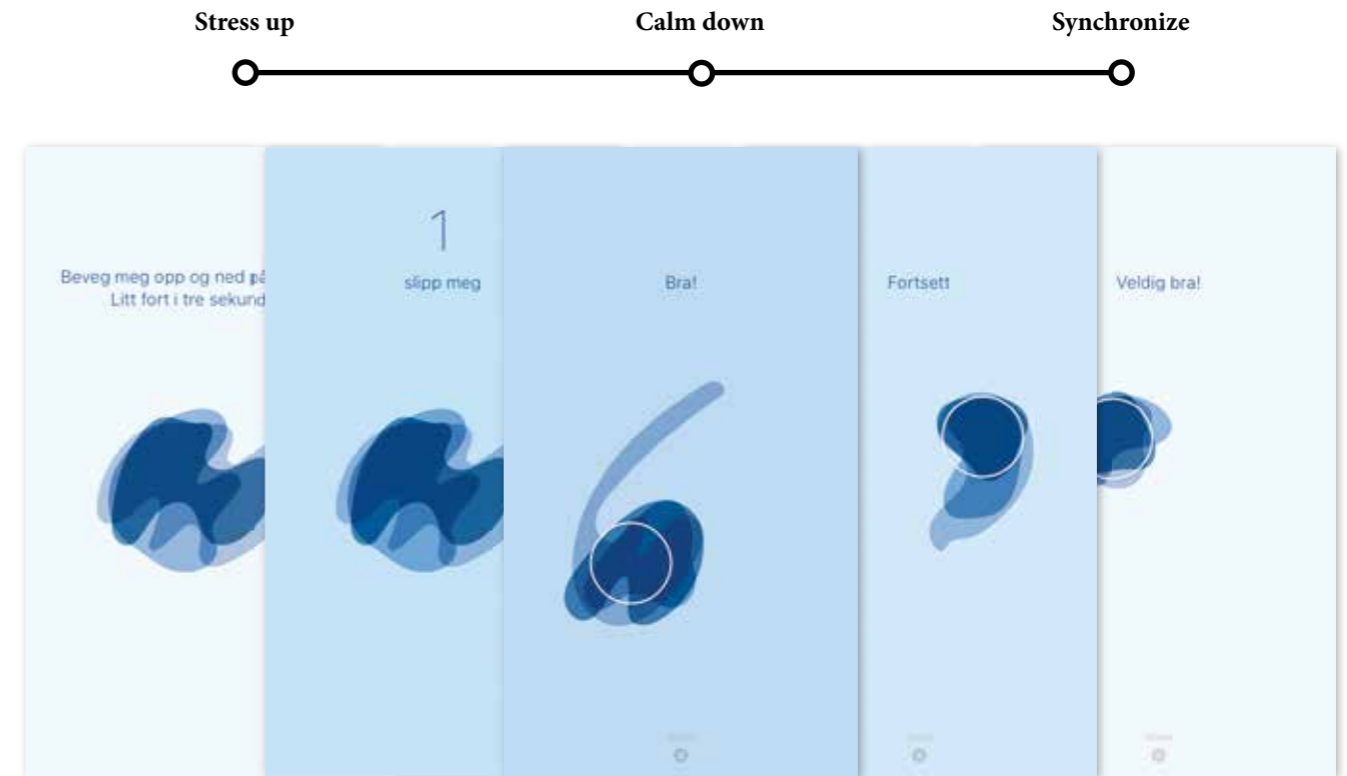 Stress up
Calm down
Synchronize
Beveg meg opp og ned på
Litt fort i tre sekund
1
slipp meg
Bra!
Fortsett
Veldig bra!